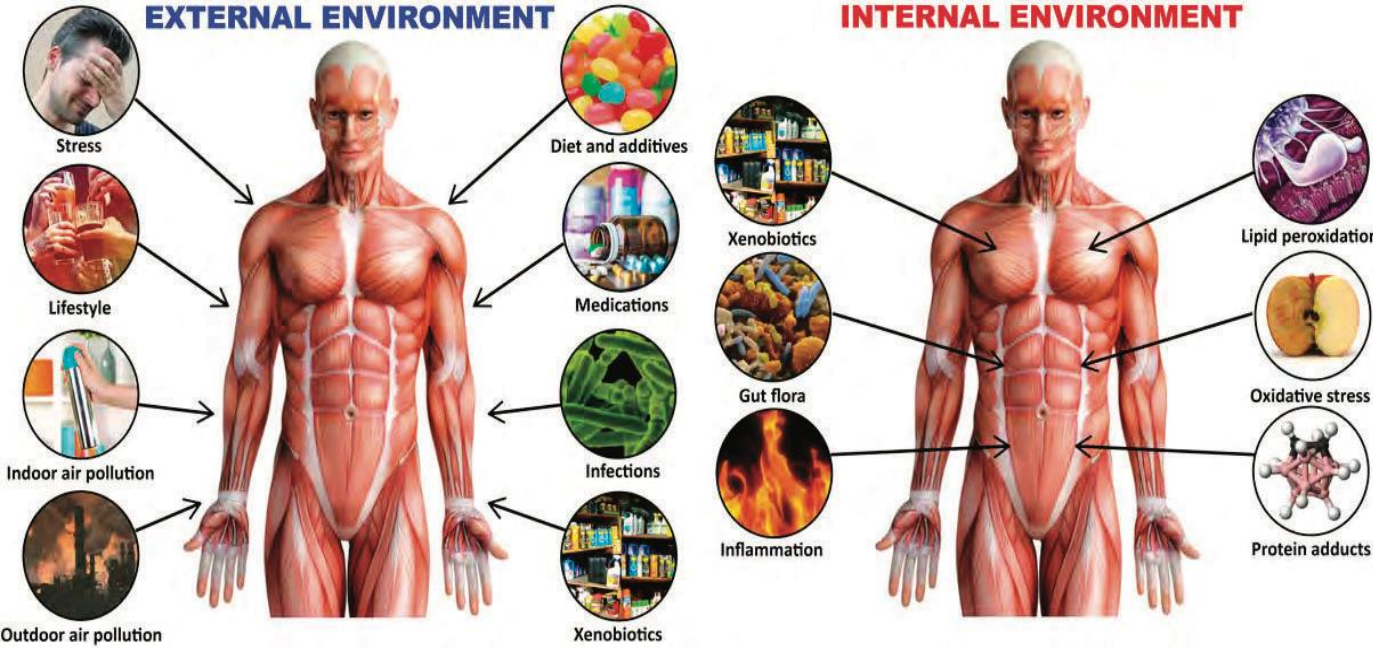 EXTERNAL ENVIRONMENT
Stress
Diet and additives
Lifestyle
Medications
Indoor air pollution
Infections
Outdoor air pollution
Xenobiotics
INTERNAL ENVIRONMENT
Xenobiotics
Lipid peroxidation
Gut flora
Oxidative stress
Inflammation
Protein adducts